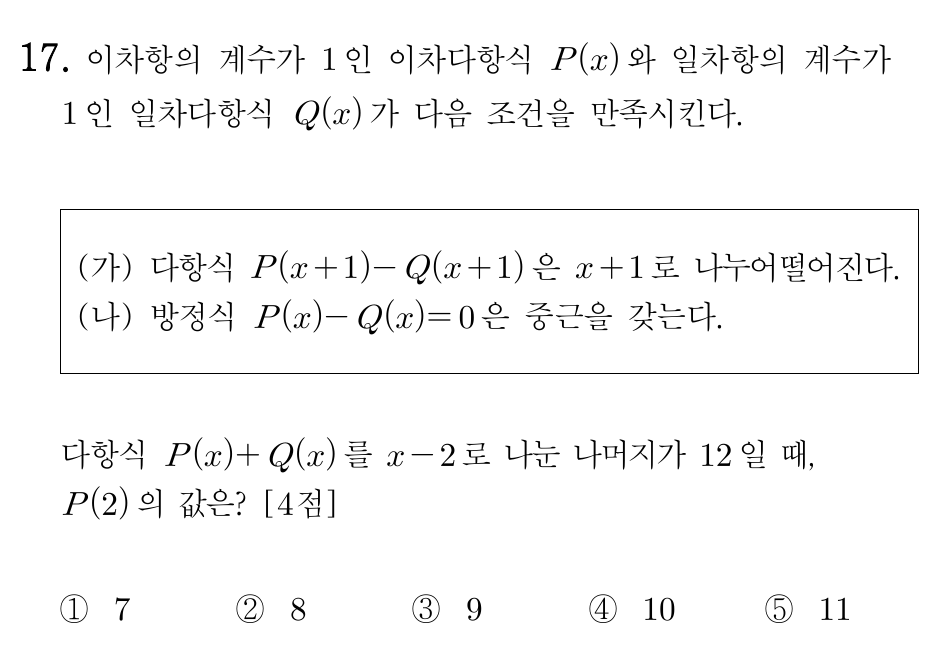 17. 이차항의 계수가 1인 이차다항식 P(x)와 일차항의 계수가
1인 일차다항식 Q(x)가 다음 조건을 만족시킨다.
(가) 다항식 P(x+1)-Q(x+1)은 x+1로 나누어떨어진다.
(나) 방정식 P(x)-Q(x)=0은 중근을 갖는다.
다항식 P(x)+Q(x)를 x-2로 나눈 나머지가 12일 때,
P(2)의 값은? [4점]
① 7 ② 8 ③ 9 ④ 10 ⑤ 11